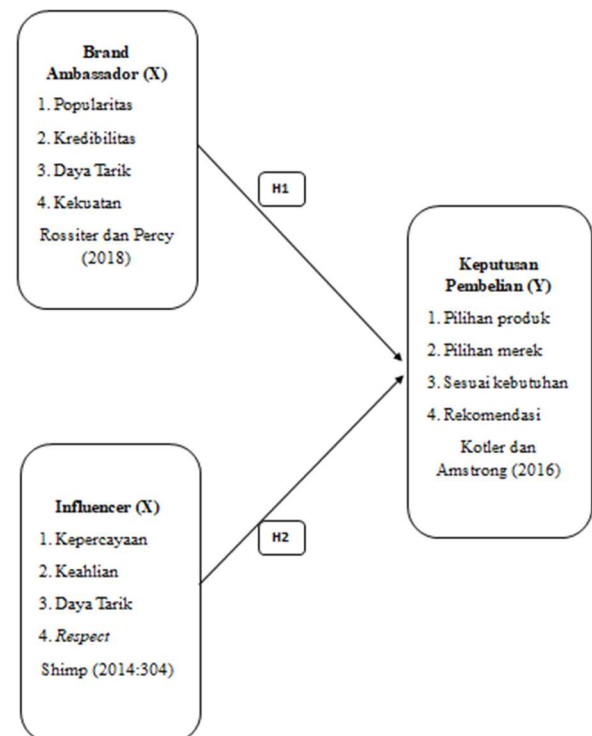 Brand
Ambassador (X)
1. Popularitas
2. Kredibilitas
3. Daya Tarik
4. Kekuatan
Rossiter dan Percy
(2018)
H1
Keputusan
Pembelian (Y)
1. Pilihan produk
2. Pilihan merek
3. Sesuai kebutuhan
4. Rekomendasi
Kotler dan
Amstrong (2016)
Influencer (X)
1. Kepercayaan
2. Keahlian
3. Daya Tarik
4. Respect
Shimp (2014:304)
H2